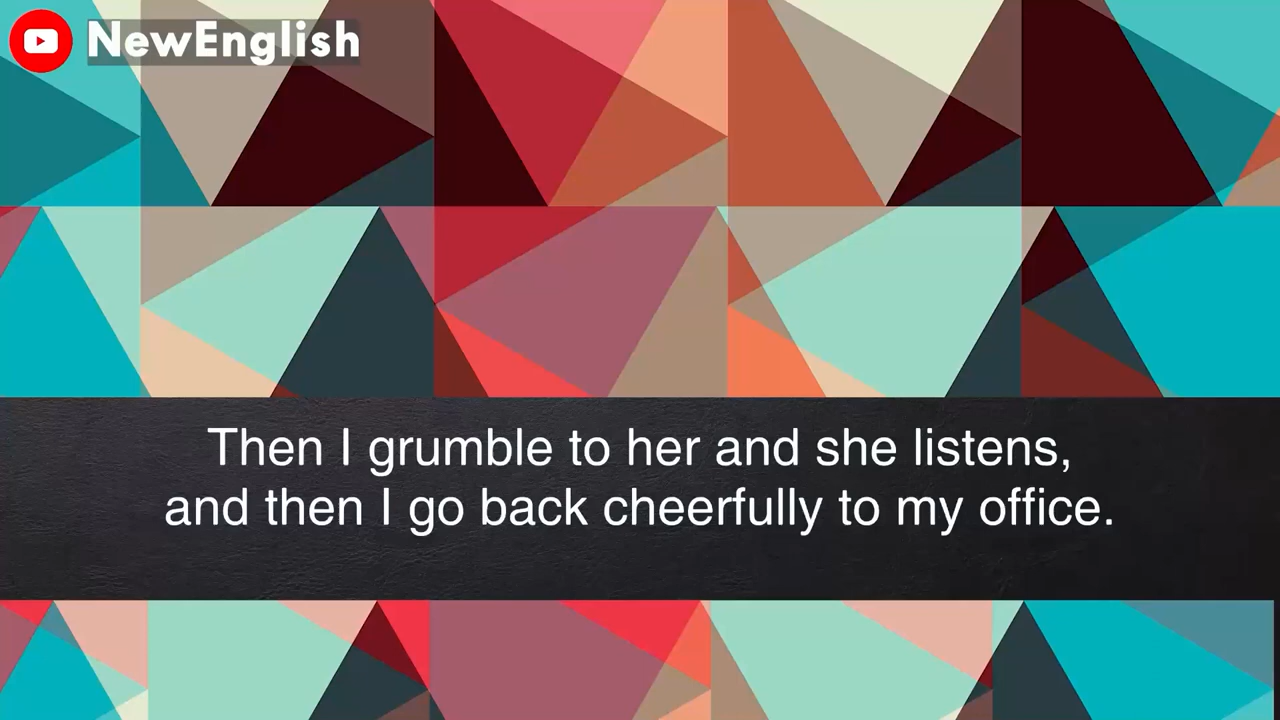 NewEnglish
Then I grumble to her and she listens,
and then I go back cheerfully to my office.